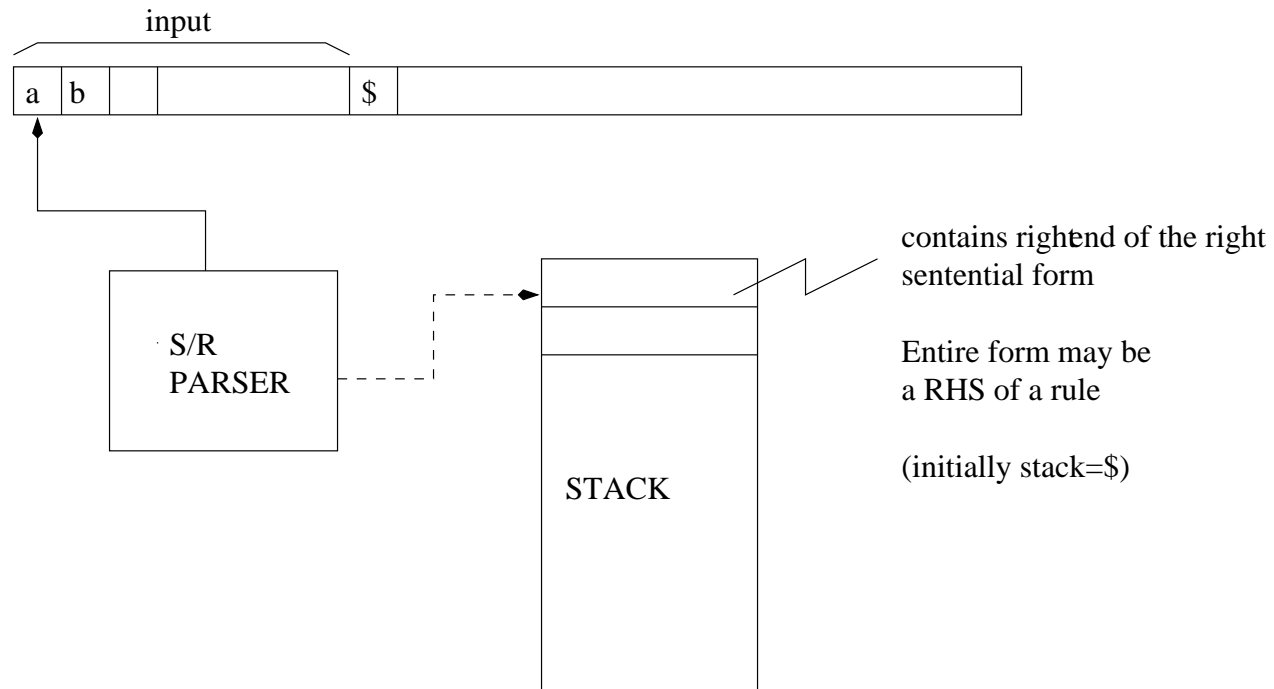 input
a b $
contains rightend of the right
sentential form
S/R
PARSER
Entire form may be
a RHS of a rule
(initially stack=$)
STACK